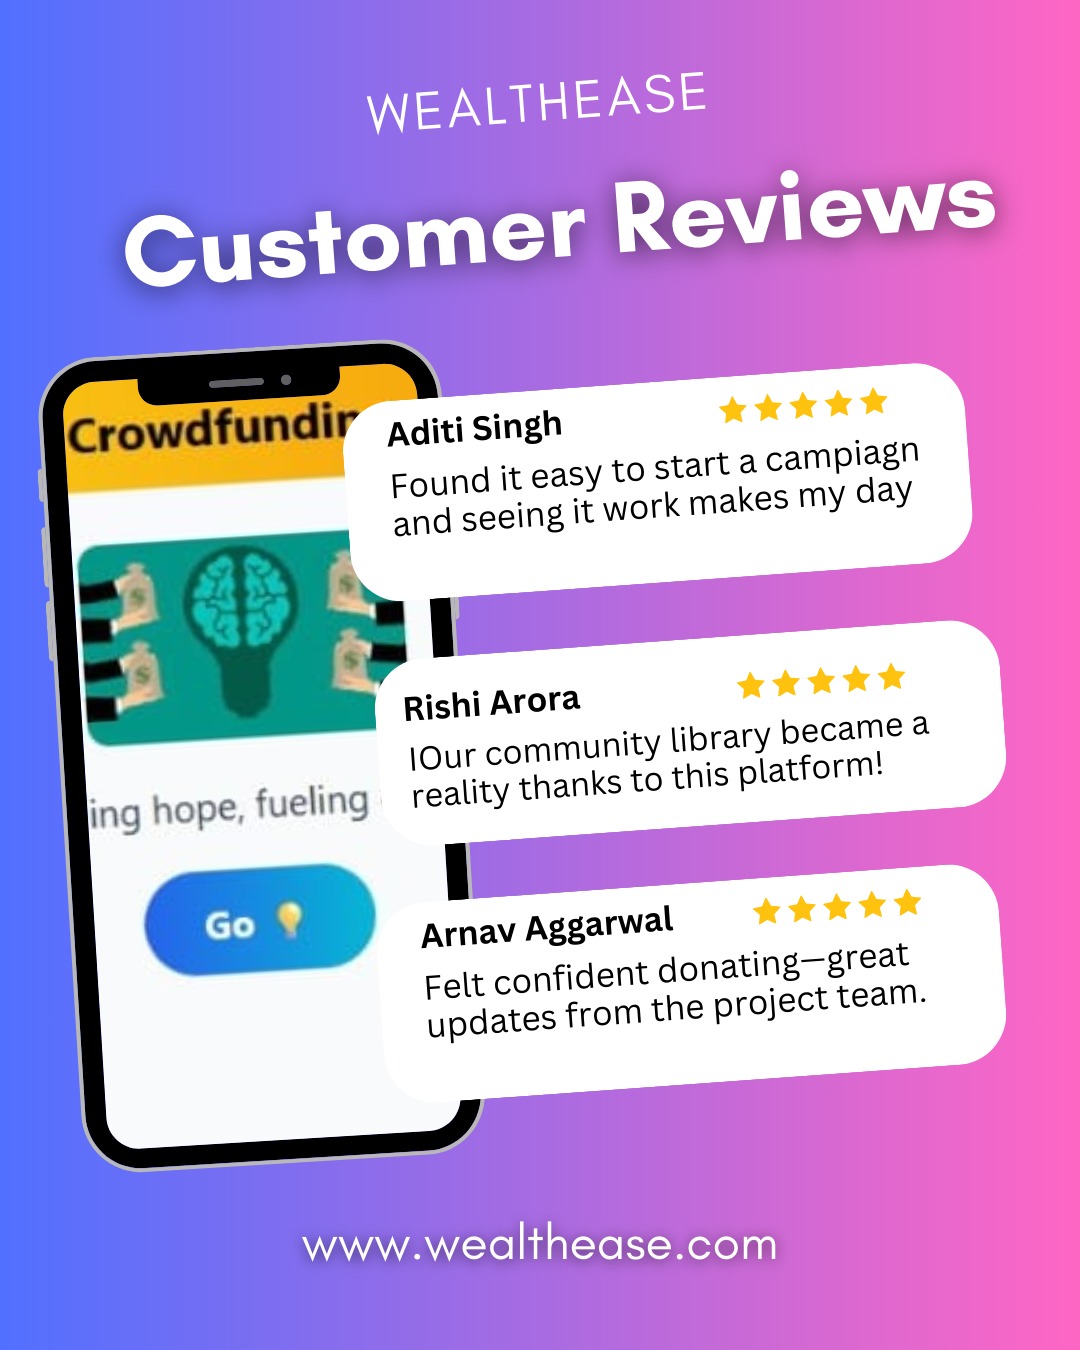 WEALTHEASE
Customer Reviews
Aditi Singh
Found it easy to start a campiagn
and seeing it work makes my day
Rishi Arora
IOur community library became a
reality thanks to this platform!
Arnav Aggarwal
Felt confident donating—great
updates from the project team.
Crowdfundin
ing hope, fueling
Go
www.wealthease.com